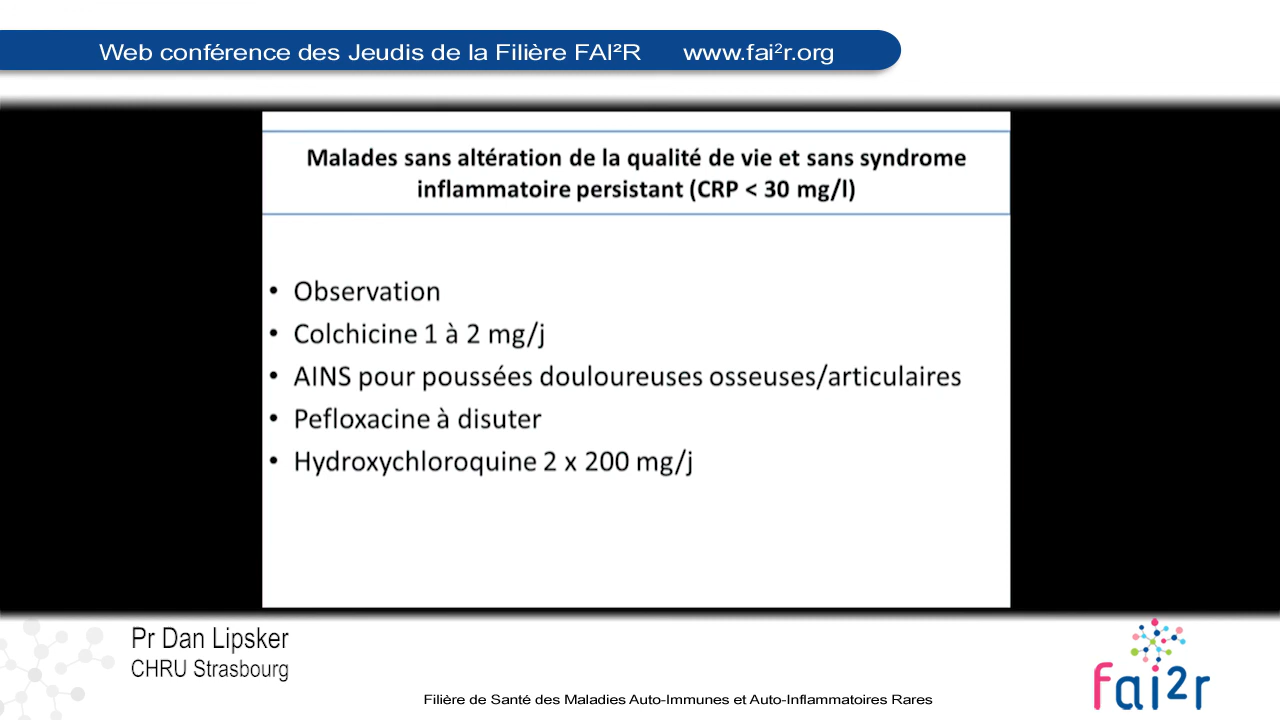 Web conférence des Jeudis de la Filière FAI²R www.fai²r.org
Malades sans altération de la qualité de vie et sans syndrome
inflammatoire persistant (CRP < 30 mg/l)
• Observation
• Colchicine 1 à 2 mg/j
• AINS pour poussées douloureuses osseuses/articulaires
• Pefloxacine à disuter
• Hydroxychloroquine 2 x 200 mg/j
Pr Dan Lipsker
CHRU Strasbourg
fai²r
Filière de Santé des Maladies Auto-Immunes et Auto-Inflammatoires Rares